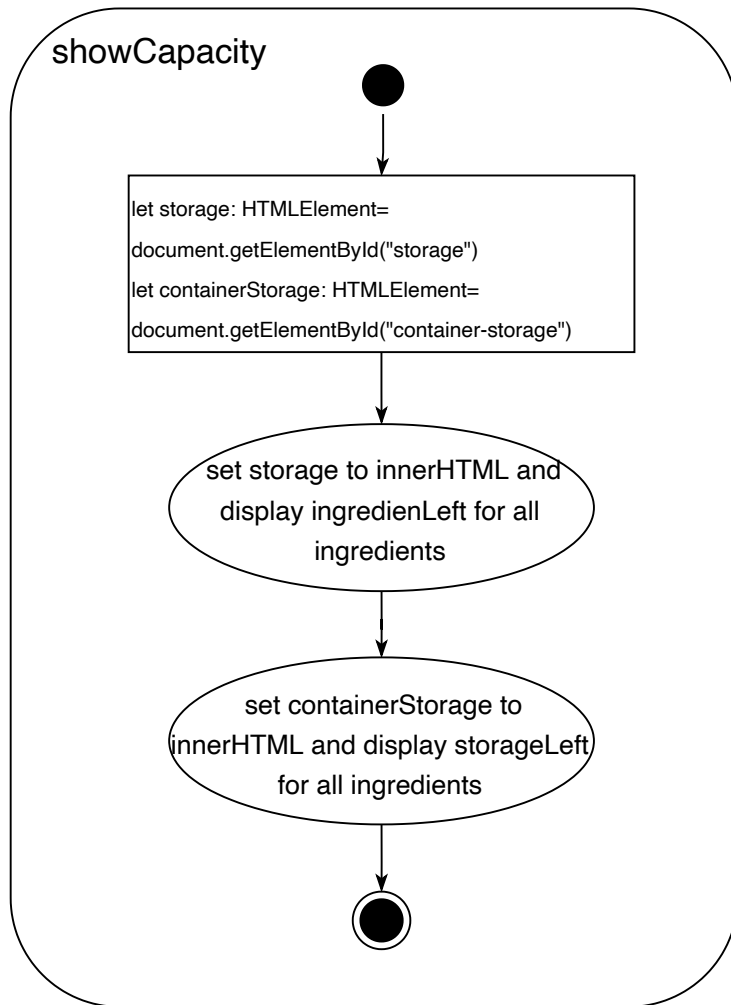 showCapacity
let storage: HTMLElement=
document.getElementById("storage")
let containerStorage: HTMLElement=
document.getElementById("container-storage")
set storage to innerHTML and
display ingredienLeft for all
ingredients
set containerStorage to
innerHTML and display storageLeft
for all ingredients